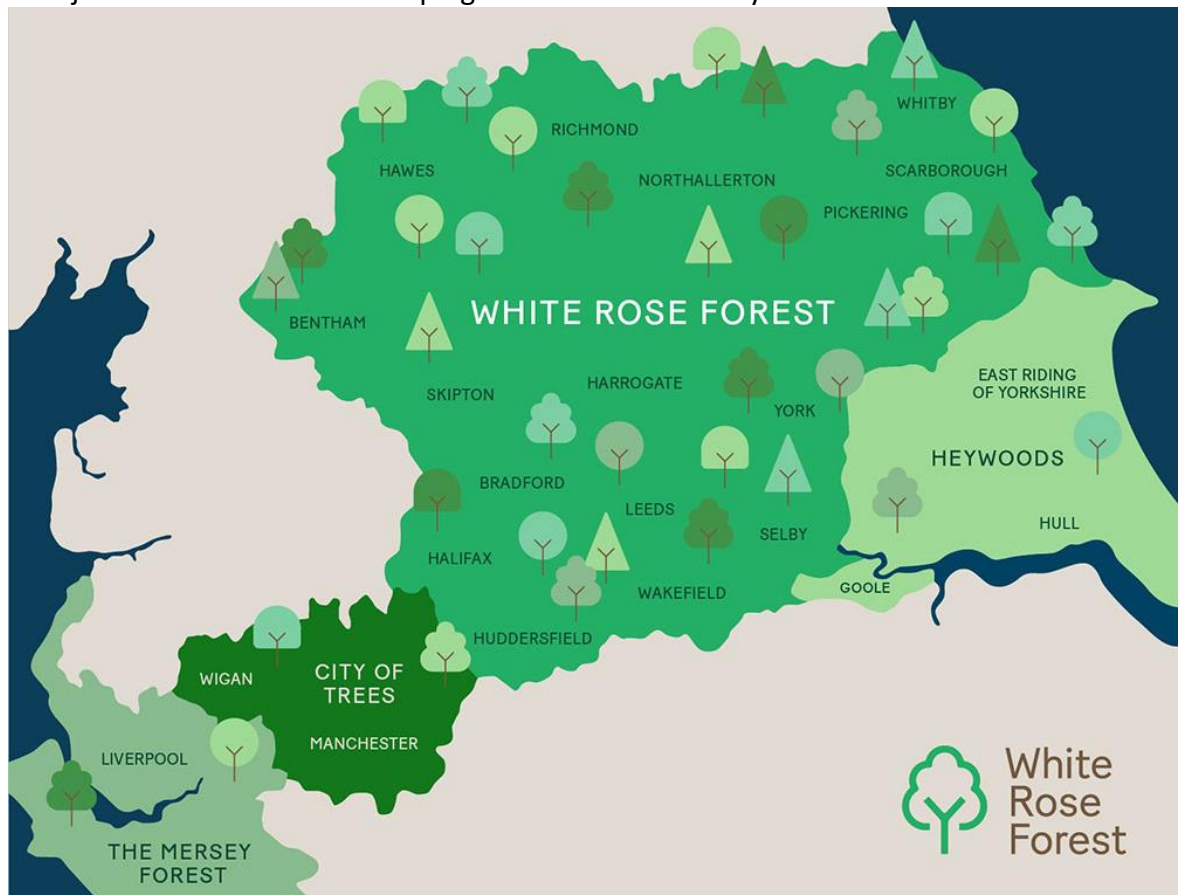 WHITBY
RICHMOND
HAWES
SCARBOROUGH
NORTHALLERTON
PICKERING
WHITE ROSE FOREST
BENTHAM
EAST RIDING
OF YORKSHIRE
HARROGATE
SKIPTON
YORK
HEYWOODS
BRADFORD
LEEDS
HULL
SELBY
HALIFAX
GOOLE
WAKEFIELD
HUDDERSFIELD
CITY OF
TREES
WIGAN
MANCHESTER
LIVERPOOL
THE MERSEY
FOREST
White
Rose
Forest